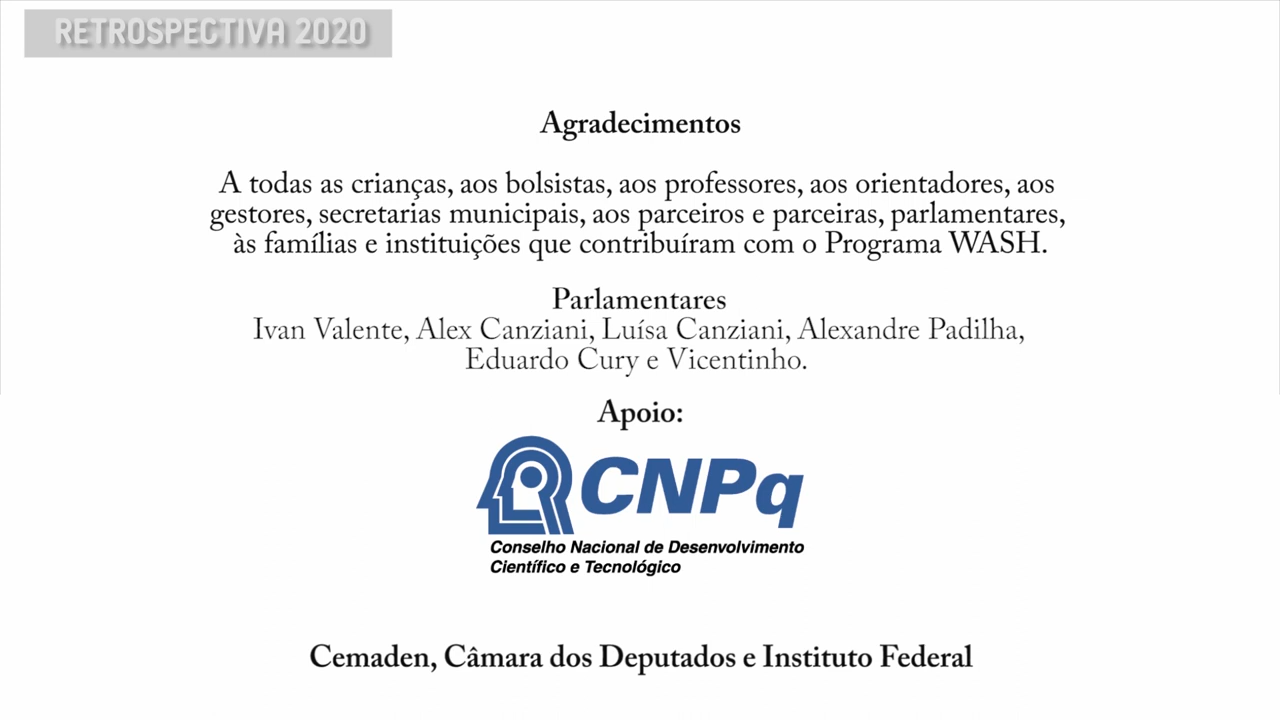 RETROSPECTIVA 2020
Agradecimentos
A todas as crianças, aos bolsistas, aos professores, aos orientadores, aos
gestores, secretarias municipais, aos parceiros e parceiras, parlamentares,
às famílias e instituições que contribuíram com o Programa WASH.
Parlamentares
Ivan Valente, Alex Canziani, Luísa Canziani, Alexandre Padilha,
Eduardo Cury e Vicentinho.
Apoio:
CNPq
Conselho Nacional de Desenvolvimento
Científico e Tecnológico
Cemaden, Câmara dos Deputados e Instituto Federal